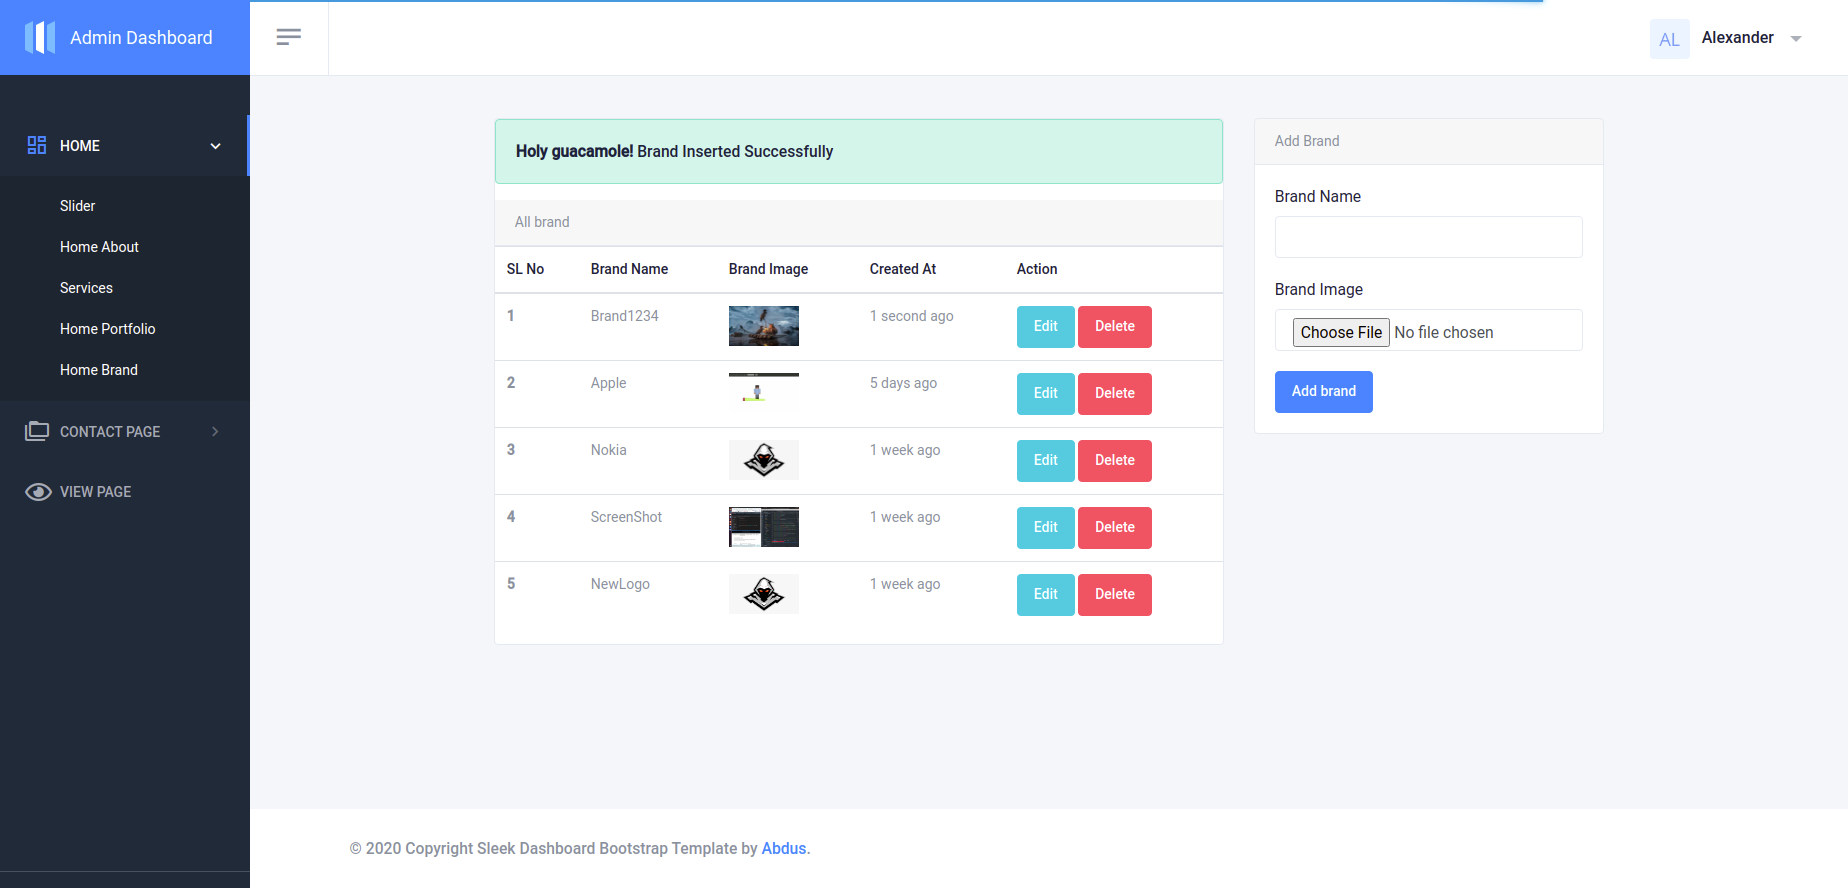 Admin Dashboard
AL Alexander
HOME
Slider
Home About
Services
Home Portfolio
Home Brand
CONTACT PAGE
VIEW PAGE
Holy guacamole! Brand Inserted Successfully
All brand
SL No Brand Name Brand Image Created At Action
1 Brand1234 1 second ago Edit Delete
2 Apple 5 days ago Edit Delete
3 Nokia 1 week ago Edit Delete
4 ScreenShot 1 week ago Edit Delete
5 NewLogo 1 week ago Edit Delete
Add Brand
Brand Name
Brand Image
Choose File No file chosen
Add brand
© 2020 Copyright Sleek Dashboard Bootstrap Template by Abdus.